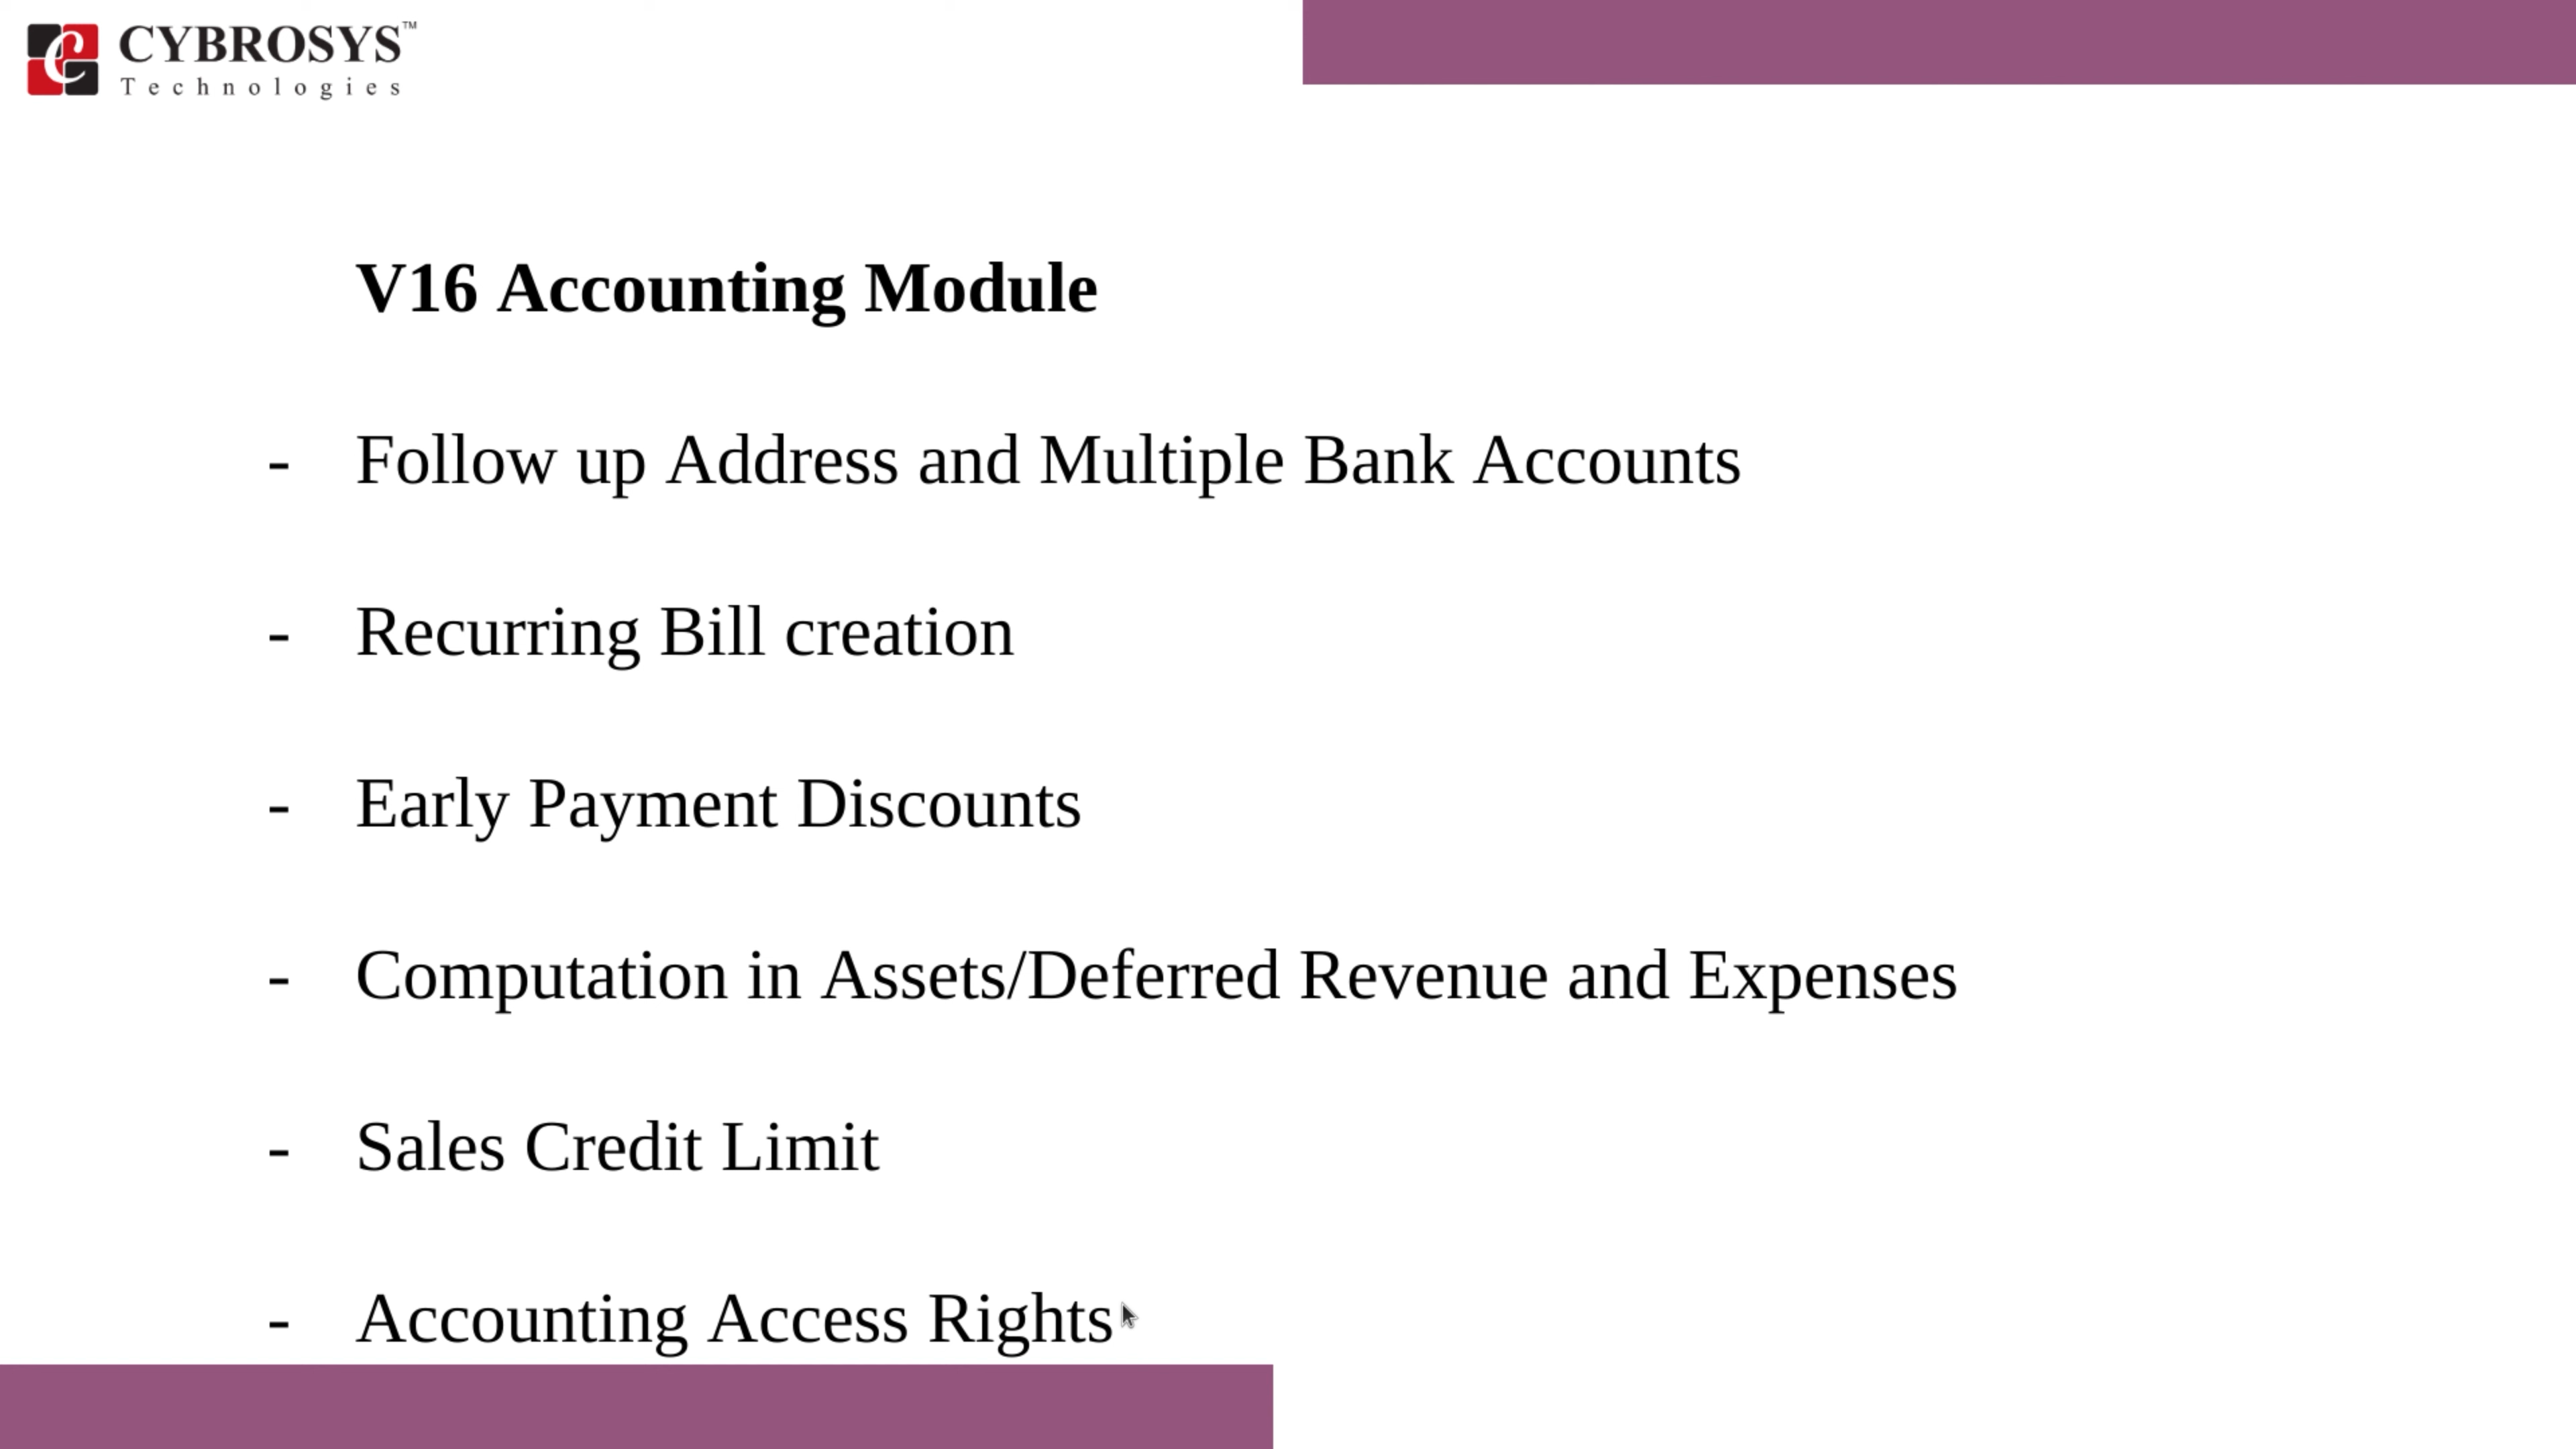 CYBROSYS™
Technologies
V16 Accounting Module
- Follow up Address and Multiple Bank Accounts
- Recurring Bill creation
- Early Payment Discounts
- Computation in Assets/Deferred Revenue and Expenses
- Sales Credit Limit
- Accounting Access Rights